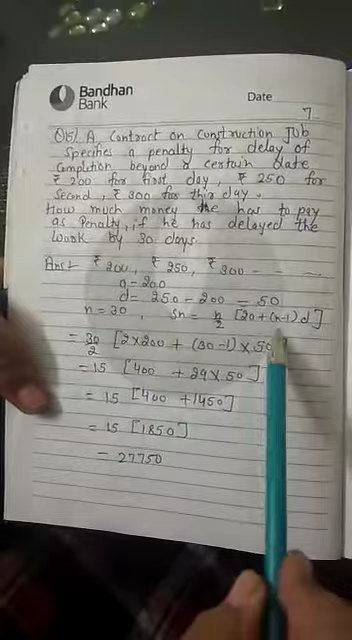 Bandhan
Bank
Date
7
Q15/. A Contract on Construction Job
Specifies a penalty for delay of
Completion beyond a certain date
₹ 200 for first day, ₹ 250 for
Second, ₹ 300 for third day.
How much money he has to pay
as Penalty, if he has delayed the
work by 30 days.
Ans:- ₹ 200, ₹ 250, ₹ 300 - - -
a = 200
d = 250 - 200 = 50
n = 30, Sn = n/2 [2a + (n-1).d]
= 30/2 [2×200 + (30-1)×50
= 15 [400 + 29×50]
= 15 [400 + 1450]
= 15 [1850]
= 27750